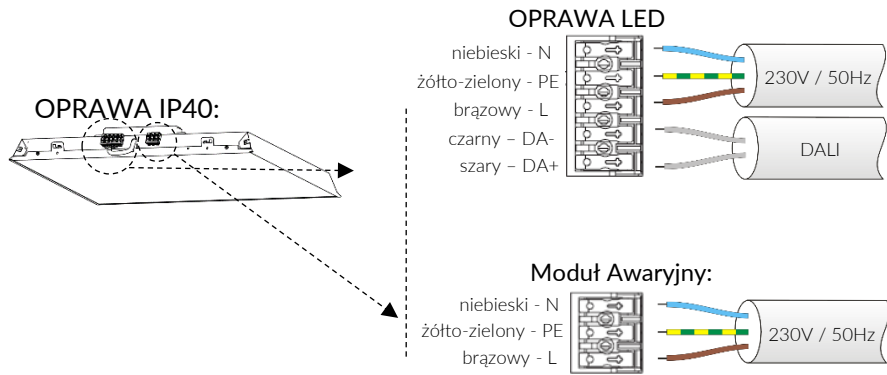 OPRAWA LED
niebieski - N
żółto-zielony - PE
brązowy - L
czarny – DA-
szary – DA+
230V / 50Hz
DALI
OPRAWA IP40:
Moduł Awaryjny:
niebieski - N
żółto-zielony - PE
brązowy - L
230V / 50Hz